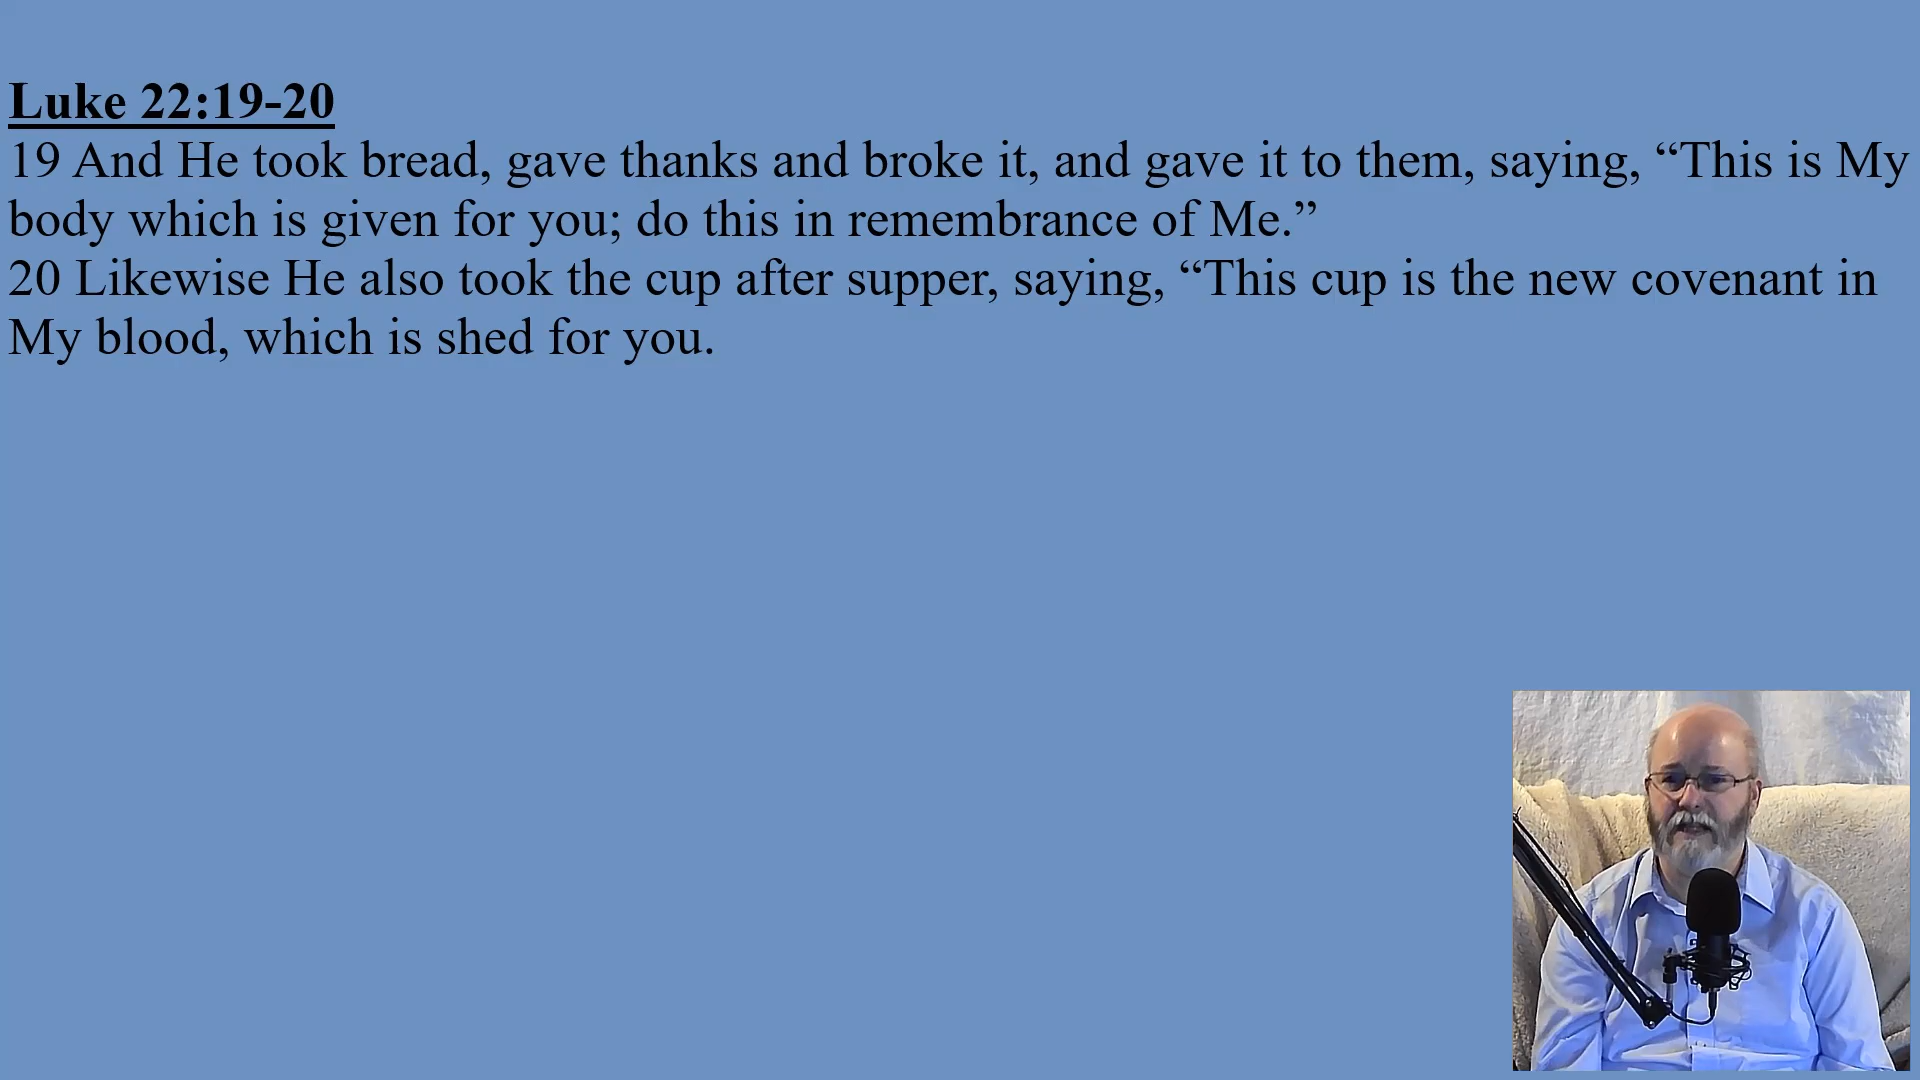 Luke 22:19-20
19 And He took bread, gave thanks and broke it, and gave it to them, saying, “This is My
body which is given for you; do this in remembrance of Me.”
20 Likewise He also took the cup after supper, saying, “This cup is the new covenant in
My blood, which is shed for you.